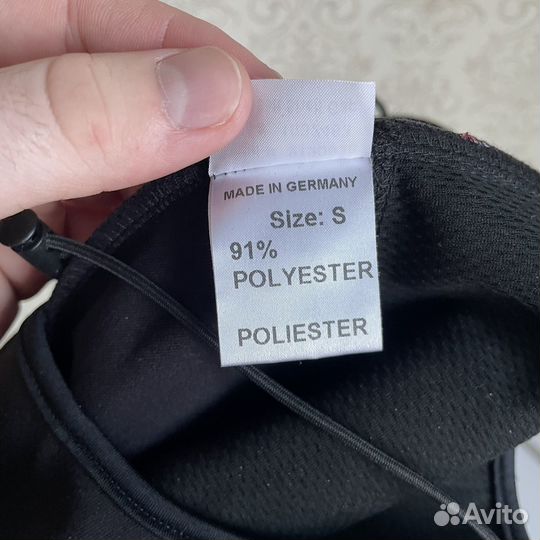 MADE IN GERMANY
Size: S
91%
POLYESTER
POLIESTER
Avito